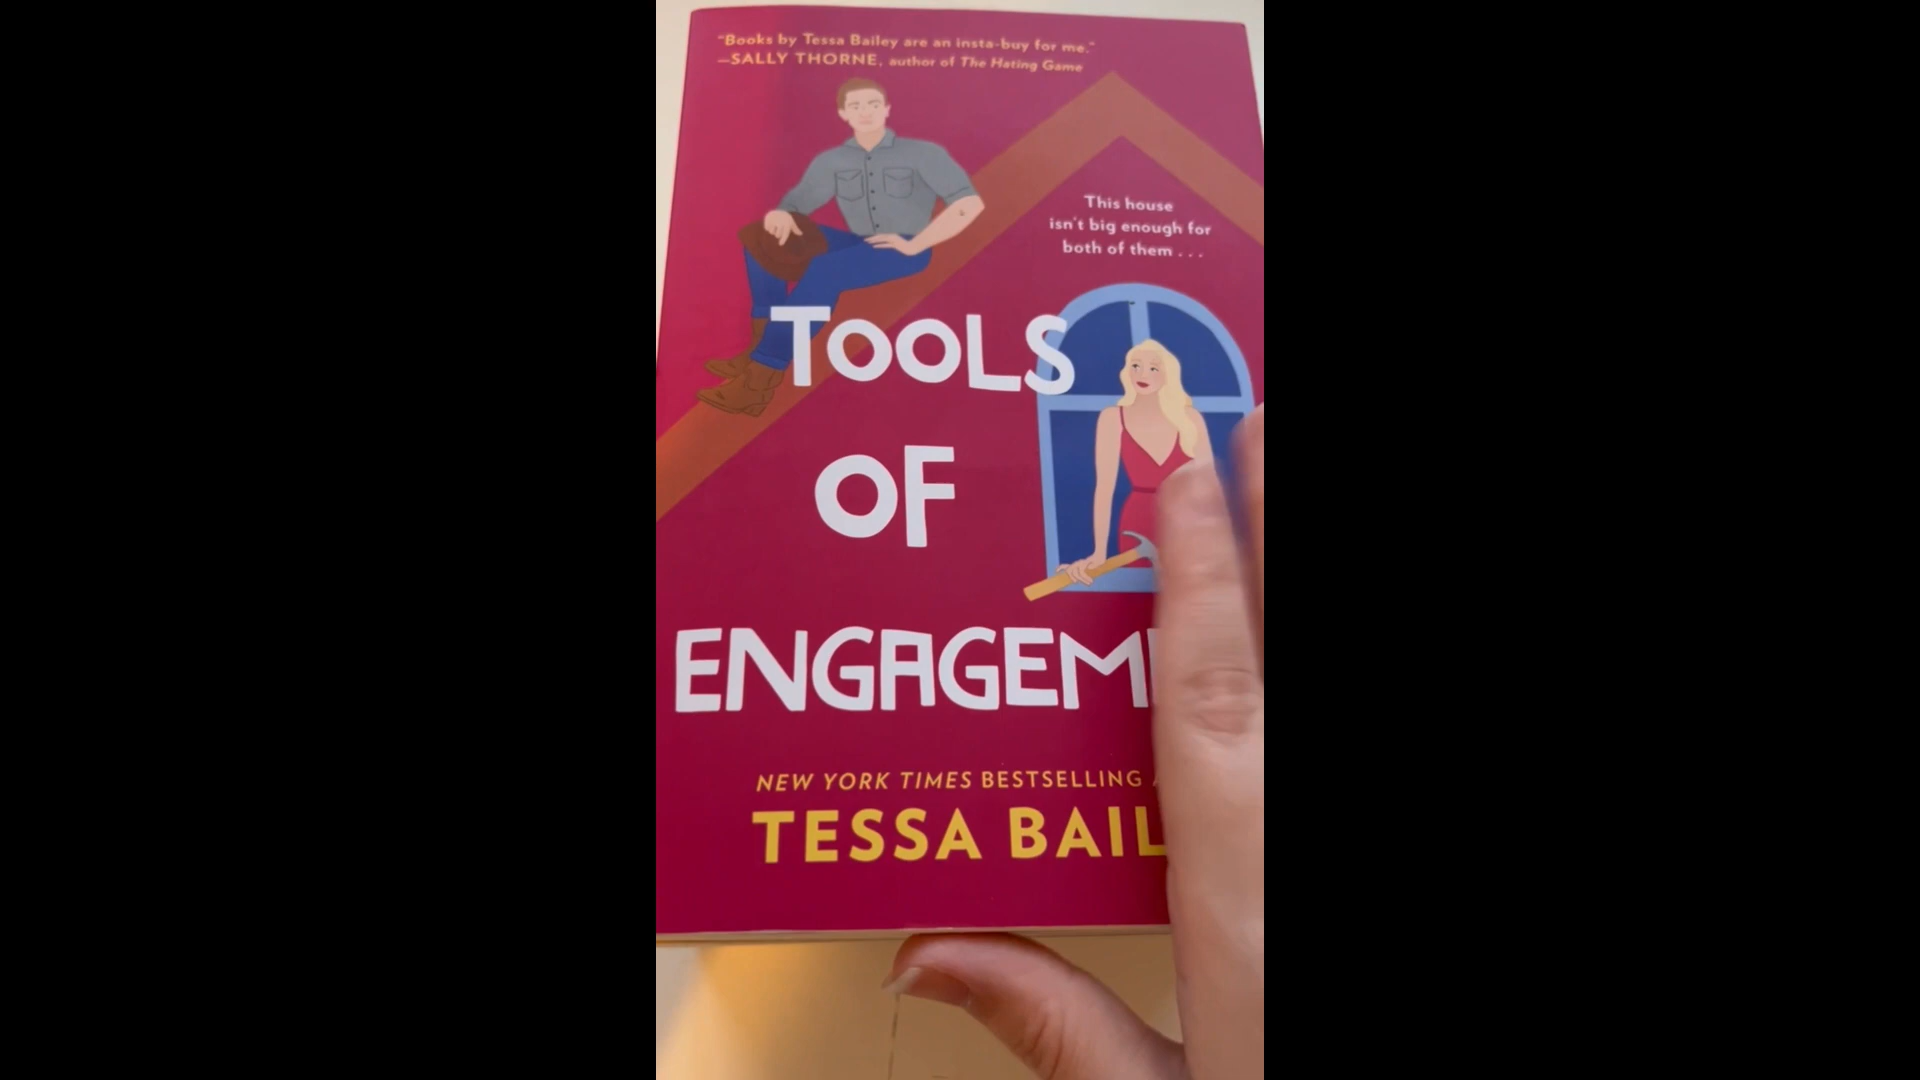 "Books by Tessa Bailey are an insta-buy for me."
—SALLY THORNE, author of The Hating Game
This house
isn't big enough for
both of them . . .
TOOLS
OF
ENGAGEM
NEW YORK TIMES BESTSELLING
TESSA BAIL